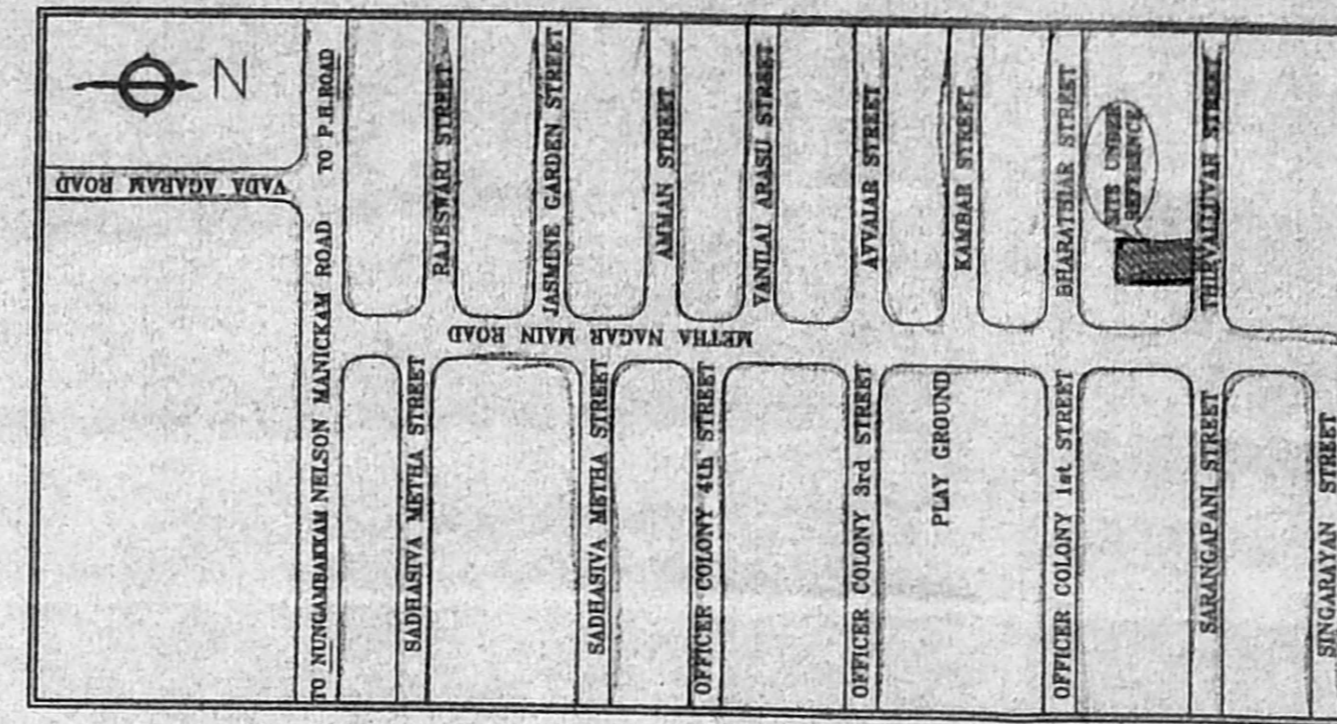 N
VADA AGARAM ROAD
TO P.H.ROAD
TO NUNGAMBAKKAM NELSON MANICKAM ROAD
RAJESWARI STREET
JASMINE GARDEN STREET
AMMAN STREET
VANILAI ARASU STREET
AVVAIAR STREET
KAMBAR STREET
BHARATHIAR STREET
SITE UNDER
REFERENCE
THIRVALLUVAR STREET
METHA NAGAR MAIN ROAD
SADHASIVA METHA STREET
SADHASIVA METHA STREET
OFFICER COLONY 4th STREET
OFFICER COLONY 3rd STREET
PLAY GROUND
OFFICER COLONY 1st STREET
SARANGAPANI STREET
SINGARAYAN STREET